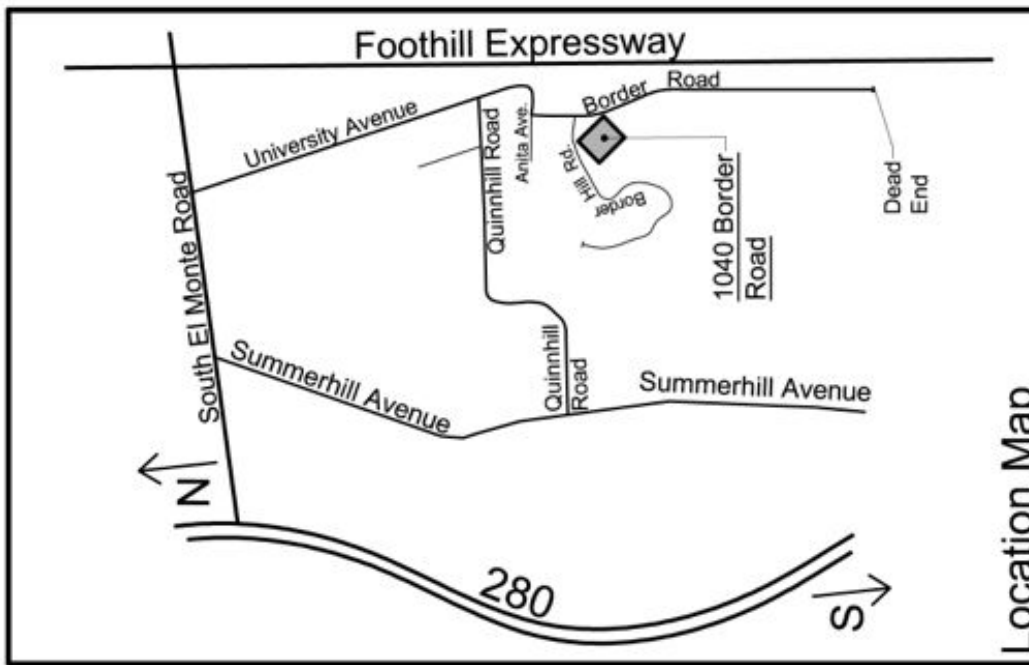 Foothill Expressway
Border Road
University Avenue
Anita Ave.
Quinnhill Road
Hill Rd.
Border
South El Monte Road
1040 Border
Road
Dead
End
Summerhill Avenue
Quinnhill
Road
Summerhill Avenue
N
280
S
Location Map